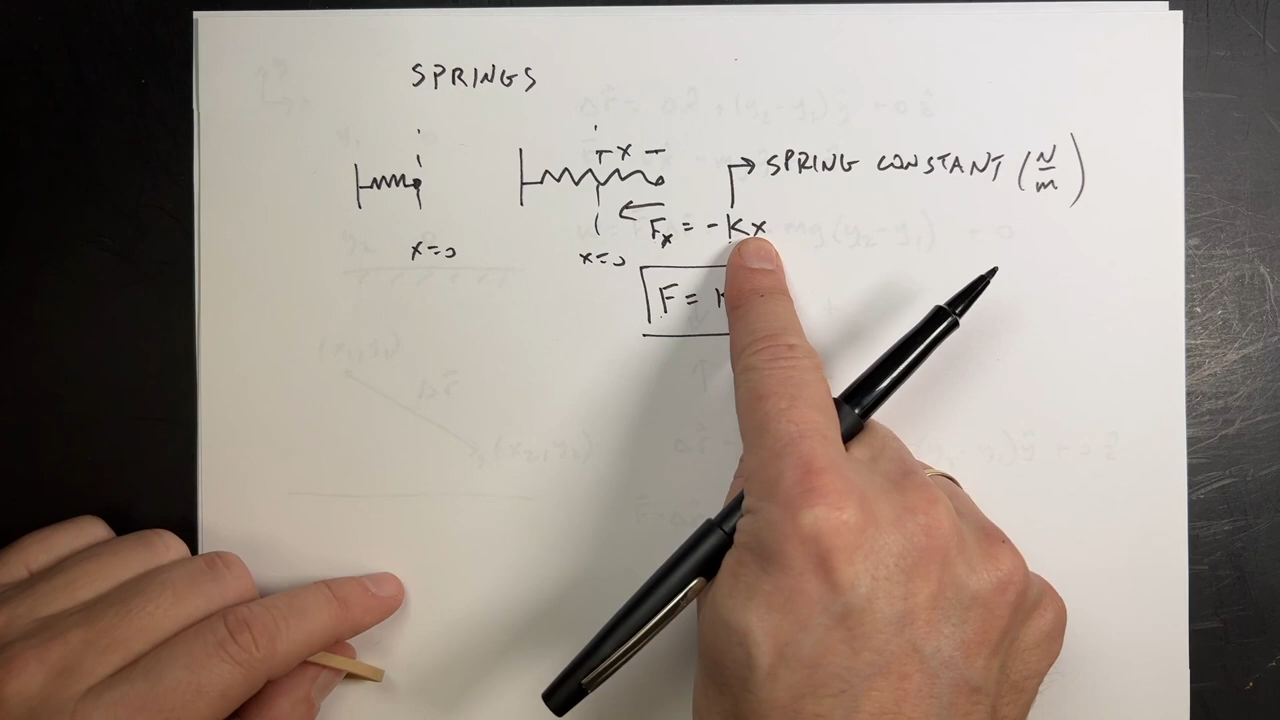 SPRINGS
x
SPRING CONSTANT (N/m)
Fx = -Kx
x=0
x=0
F = K